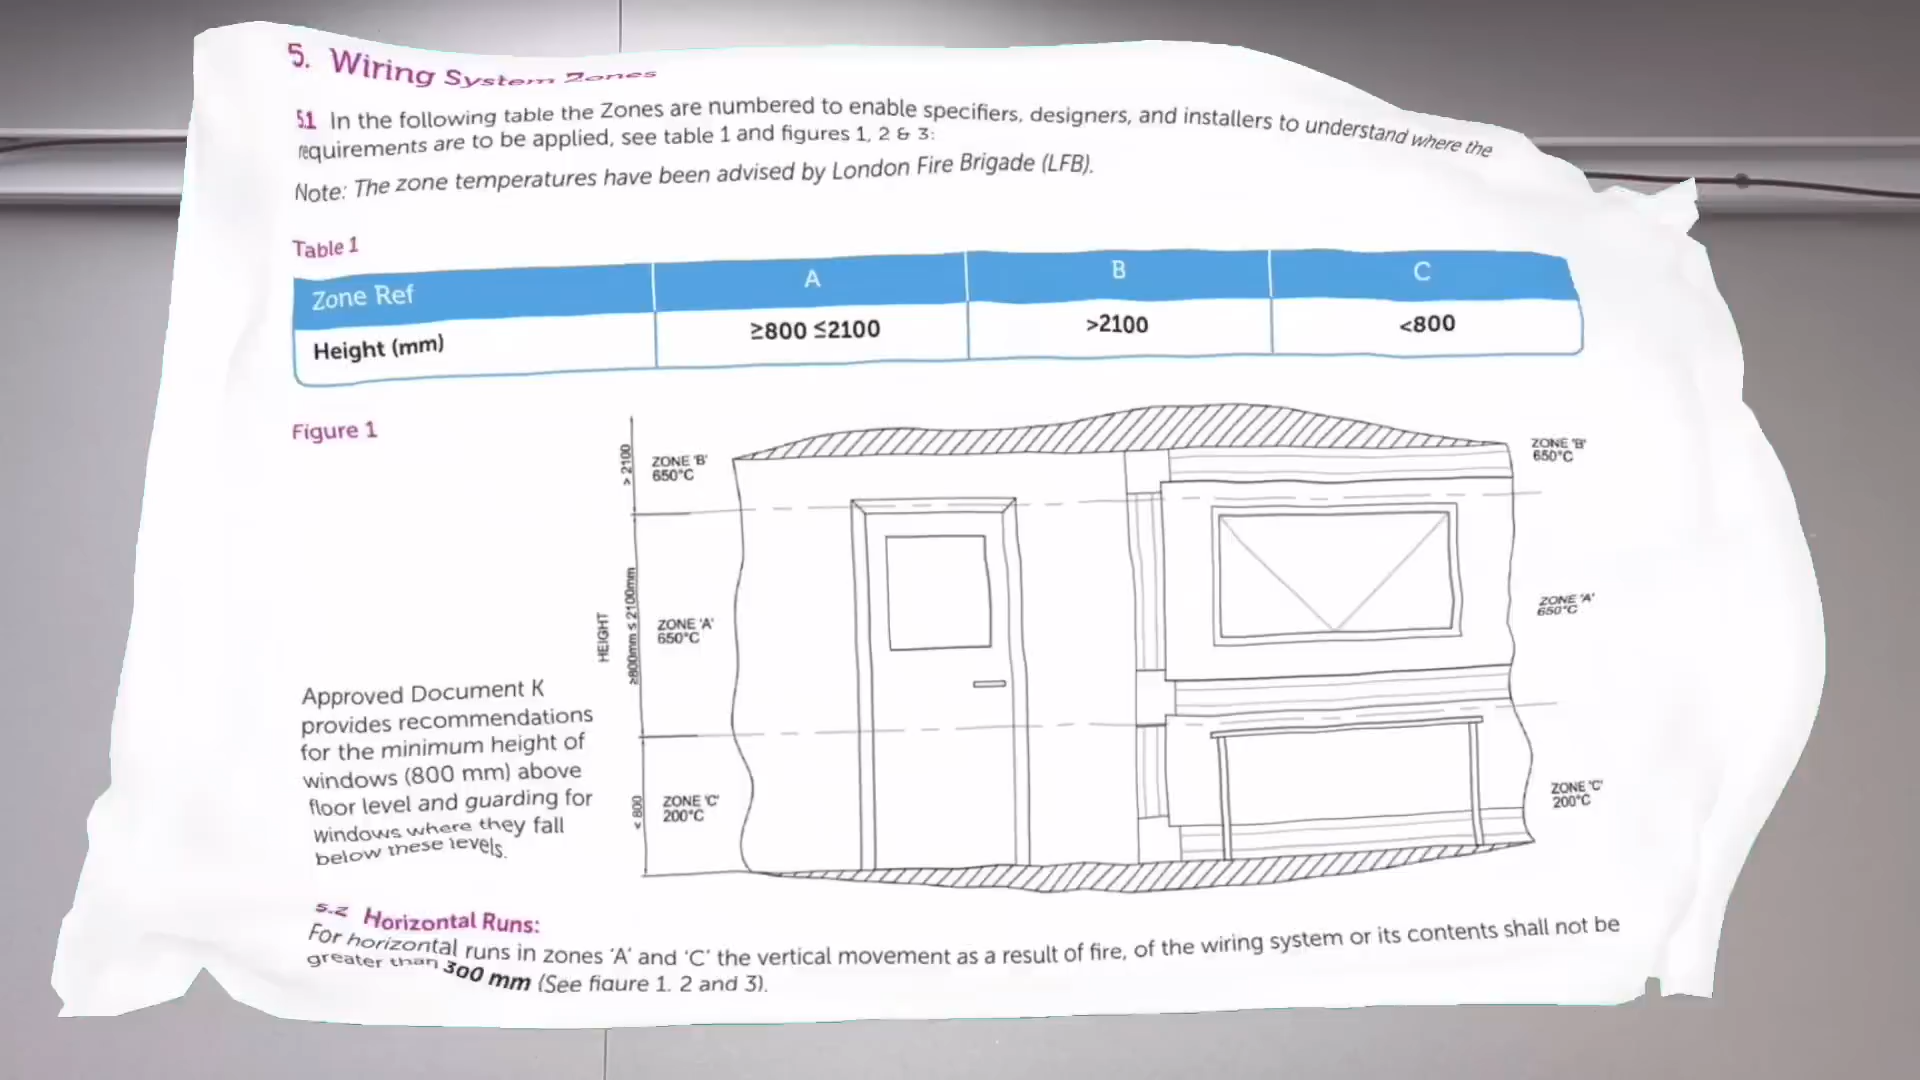 5. Wiring System Zones
5.1 In the following table the Zones are numbered to enable specifiers, designers, and installers to understand where the
requirements are to be applied, see table 1 and figures 1, 2 & 3:
Note: The zone temperatures have been advised by London Fire Brigade (LFB).
Table 1
Zone Ref A B C
Height (mm) ≥800 ≤2100 >2100 <800
Figure 1
> 2100
ZONE 'B'
650°C
ZONE 'B'
650°C
HEIGHT
≥800mm ≤ 2100mm
ZONE 'A'
650°C
ZONE 'A'
650°C
Approved Document K
provides recommendations
for the minimum height of
windows (800 mm) above
floor level and guarding for
windows where they fall
below these levels.
< 800
ZONE 'C'
200°C
ZONE 'C'
200°C
5.2 Horizontal Runs:
For horizontal runs in zones 'A' and 'C' the vertical movement as a result of fire, of the wiring system or its contents shall not be
greater than 300 mm (See figure 1, 2 and 3).